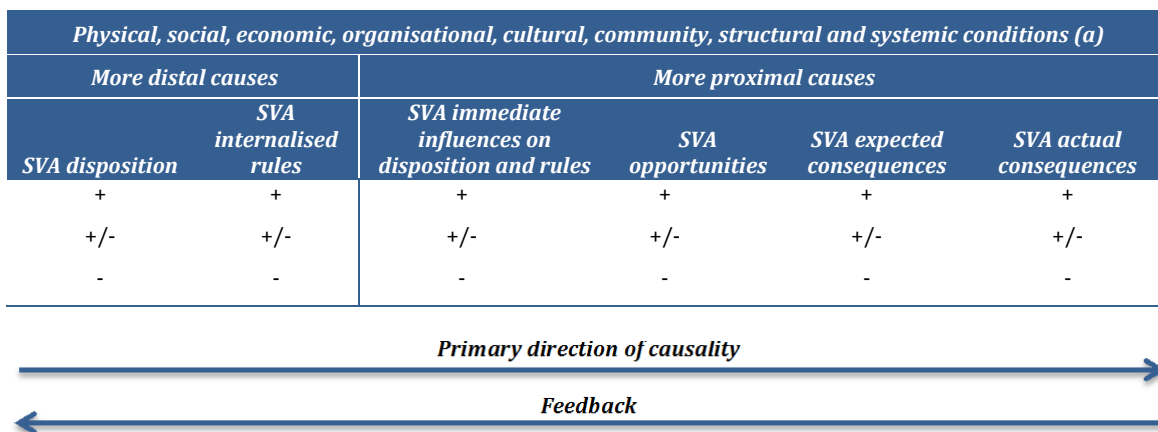 Physical, social, economic, organisational, cultural, community, structural and systemic conditions (a)
More distal causes More proximal causes
SVA disposition SVA internalised rules SVA immediate influences on disposition and rules SVA opportunities SVA expected consequences SVA actual consequences
+ + + + + +
+/- +/- +/- +/- +/- +/-
- - - - - -
Primary direction of causality
Feedback